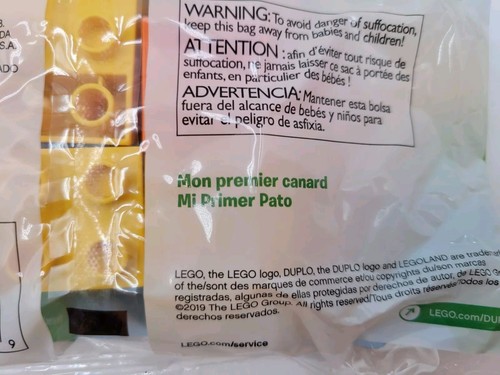 B.
DA
S.A.
ADO
WARNING: To avoid danger of suffocation,
keep this bag away from babies and children!
ATTENTION : afin d'éviter tout risque de
suffocation, ne jamais laisser ce sac à portée des
enfants, en particulier des bébés !
ADVERTENCIA: Mantener esta bolsa
fuera del alcance de bebés y niños para
evitar el peligro de asfixia.
Mon premier canard
Mi Primer Pato
LEGO, the LEGO logo, DUPLO, the DUPLO logo and LEGOLAND are trade
of the/sont des marques de commerce et/ou copyrights du/son marcas
registradas, algunas de ellas protegidas por derechos de autor, de LEGO
©2019 The LEGO Group. All rights reserved/Tous droits réservés/Todos los
derechos reservados.
LEGO.com/DU
LEGO.com/service
9